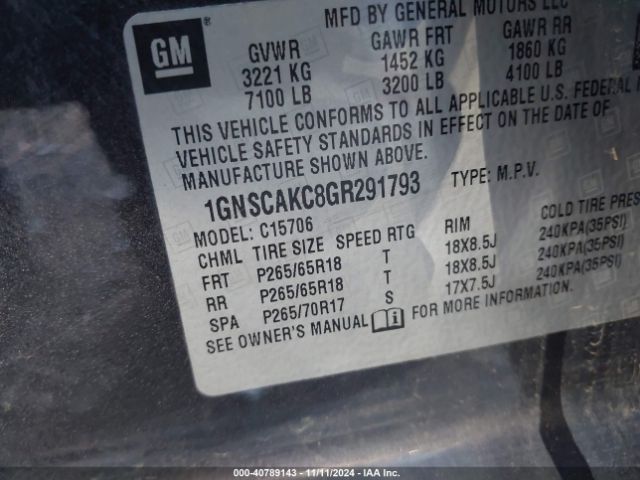 GM
MFD BY GENERAL MOTORS LLC
GVWR GAWR FRT GAWR RR
3221 KG 1452 KG 1860 KG
7100 LB 3200 LB 4100 LB
THIS VEHICLE CONFORMS TO ALL APPLICABLE U.S. FEDERAL
VEHICLE SAFETY STANDARDS IN EFFECT ON THE DATE OF
MANUFACTURE SHOWN ABOVE.
1GNSCAKC8GR291793 TYPE: M.P.V.
MODEL: C15706
CHML TIRE SIZE SPEED RTG RIM COLD TIRE PRES
FRT P265/65R18 T 18X8.5J 240KPA(35PSI)
RR P265/65R18 T 18X8.5J 240KPA(35PSI)
SPA P265/70R17 S 17X7.5J 240KPA(35PSI)
SEE OWNER'S MANUAL FOR MORE INFORMATION.
000-40789143 - 11/11/2024 - IAA Inc.